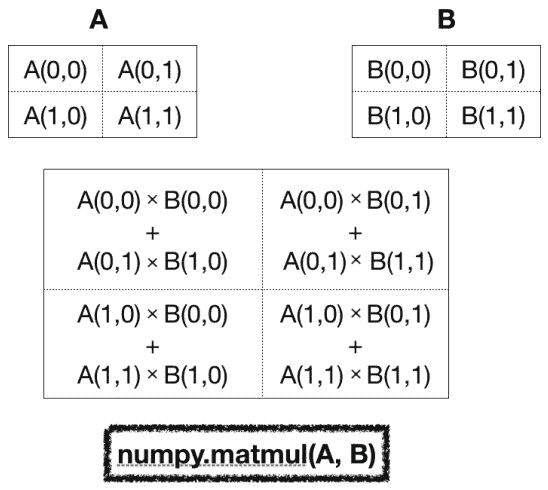 A B
A(0,0) A(0,1) B(0,0) B(0,1)
A(1,0) A(1,1) B(1,0) B(1,1)
A(0,0) × B(0,0) A(0,0) × B(0,1)
+ +
A(0,1) × B(1,0) A(0,1) × B(1,1)
A(1,0) × B(0,0) A(1,0) × B(0,1)
+ +
A(1,1) × B(1,0) A(1,1) × B(1,1)
numpy.matmul(A, B)